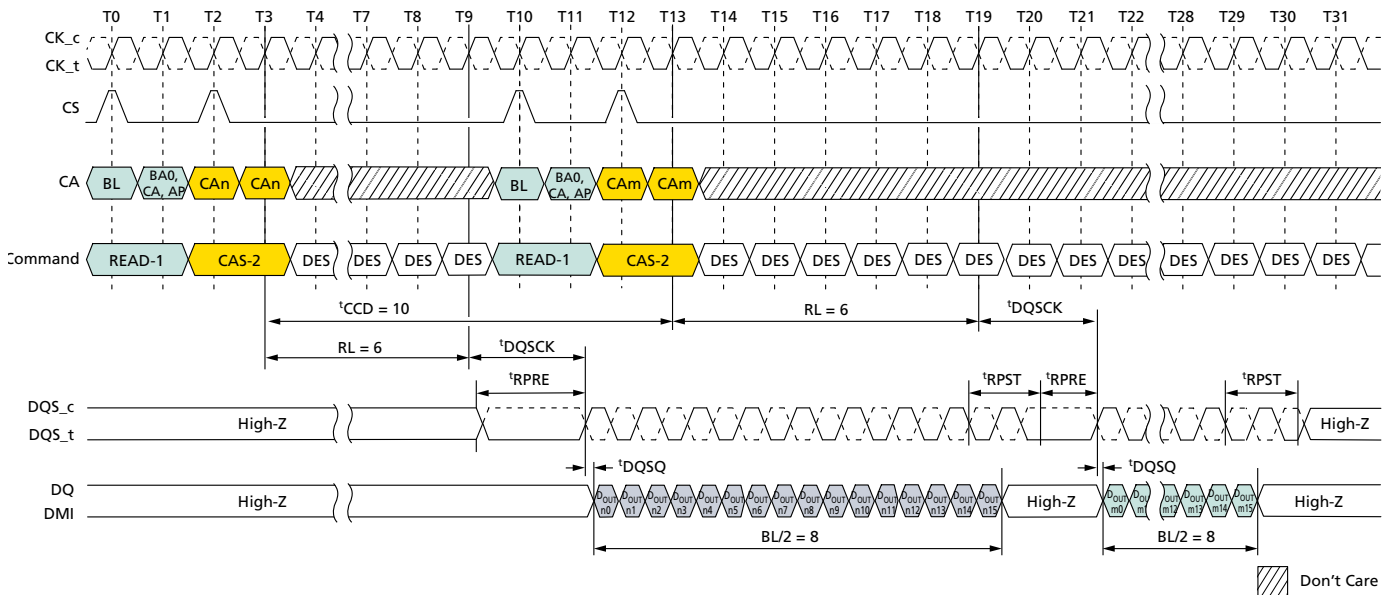 T0 T1 T2 T3 T4 T7 T8 T9 T10 T11 T12 T13 T14 T15 T16 T17 T18 T19 T20 T21 T22 T28 T29 T30 T31
CK_c
CK_t
CS
CA BL BA0, CA, AP CAn CAn BL BA0, CA, AP CAm CAm
Command READ-1 CAS-2 DES DES DES DES READ-1 CAS-2 DES DES DES DES DES DES DES DES DES DES DES DES DES
tCCD = 10 RL = 6 tDQSCK
RL = 6 tDQSCK
tRPRE tRPST tRPRE tRPST
DQS_c
DQS_t High-Z High-Z
tDQSQ tDQSQ
DQ
DMI High-Z DOUT n0 DOUT n1 DOUT n2 DOUT n3 DOUT n4 DOUT n5 DOUT n6 DOUT n7 DOUT n8 DOUT n9 DOUT n10 DOUT n11 DOUT n12 DOUT n13 DOUT n14 DOUT n15 High-Z DOUT m0 DOUT m12 DOUT m13 DOUT m14 DOUT m15 High-Z
BL/2 = 8 BL/2 = 8
Don't Care